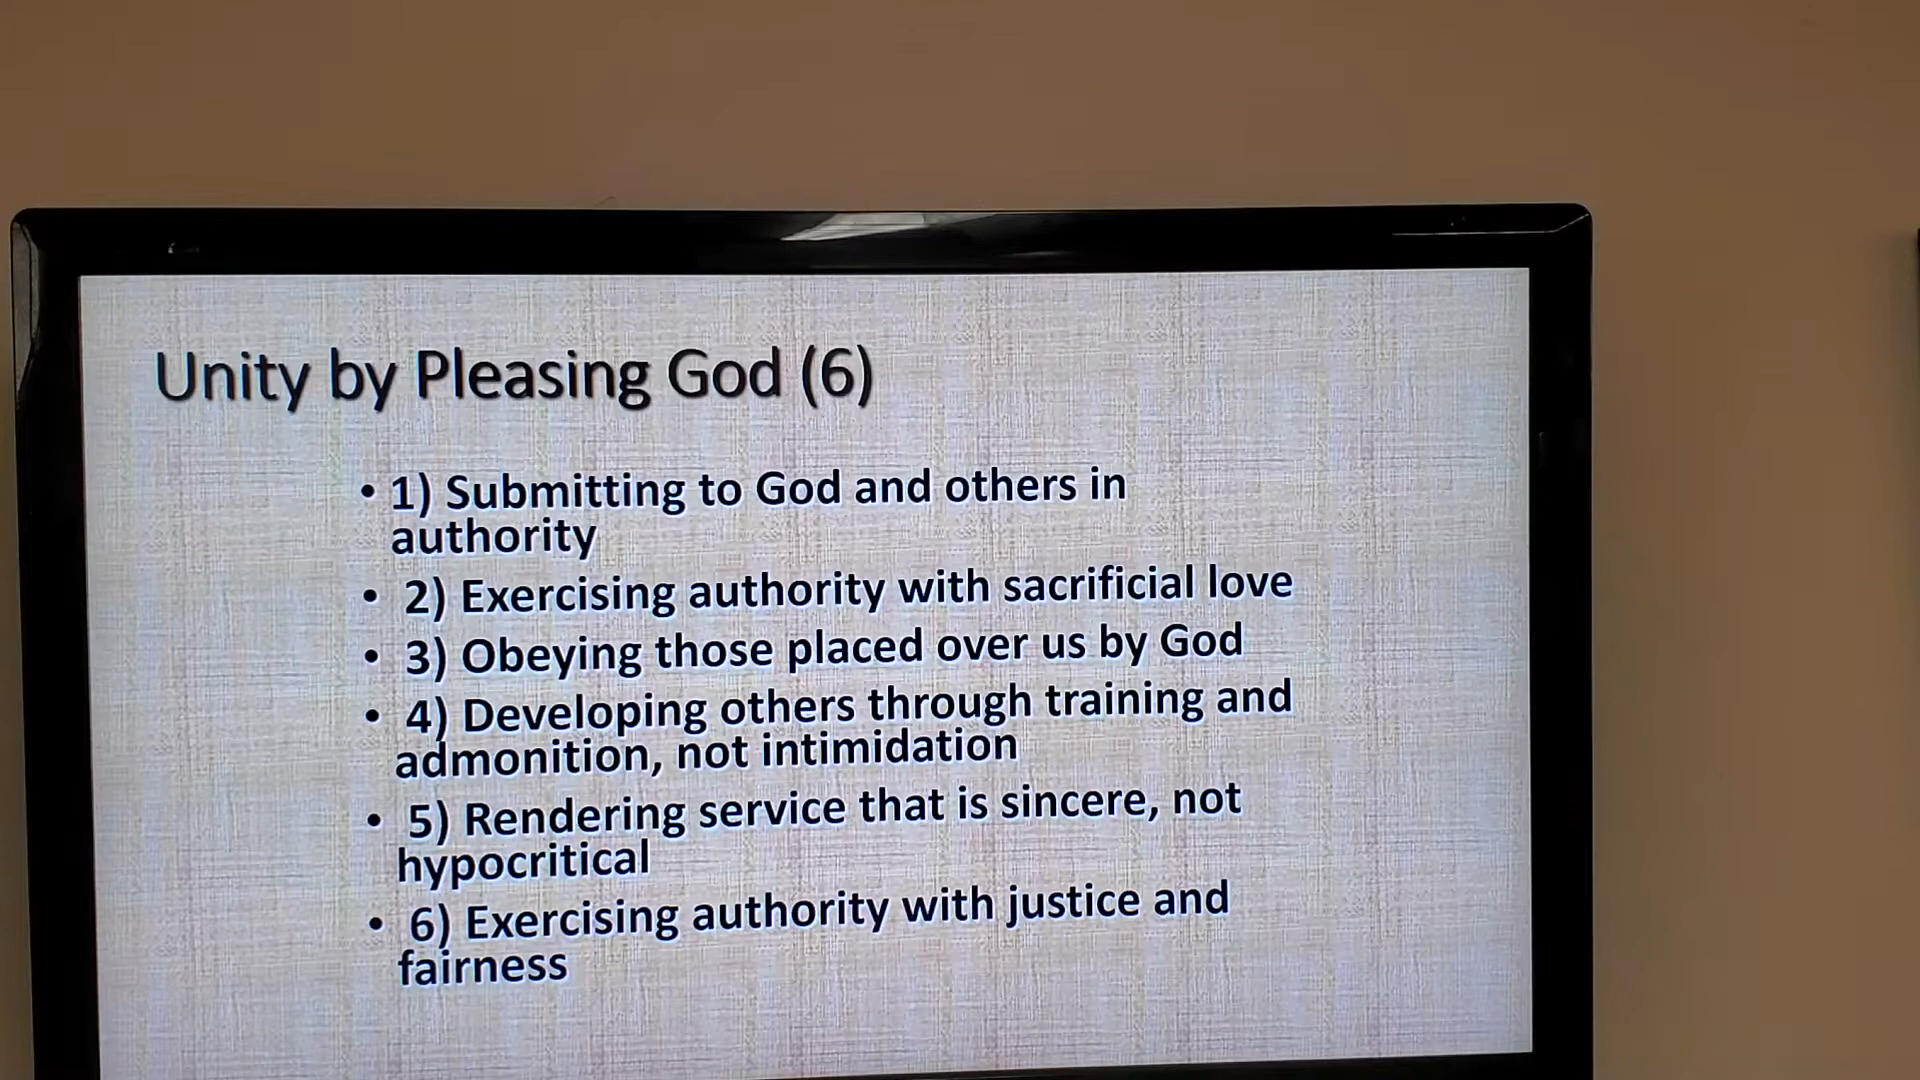 Unity by Pleasing God (6)
• 1) Submitting to God and others in
authority
• 2) Exercising authority with sacrificial love
• 3) Obeying those placed over us by God
• 4) Developing others through training and
admonition, not intimidation
• 5) Rendering service that is sincere, not
hypocritical
• 6) Exercising authority with justice and
fairness